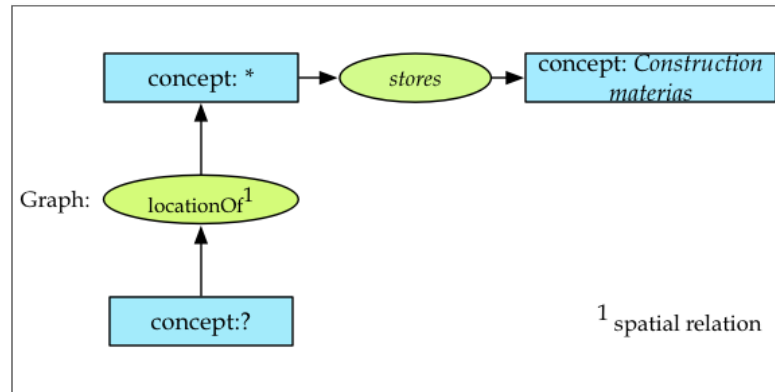 concept: *
stores
concept: Construction
materias
Graph:
locationOf1
concept:?
1 spatial relation